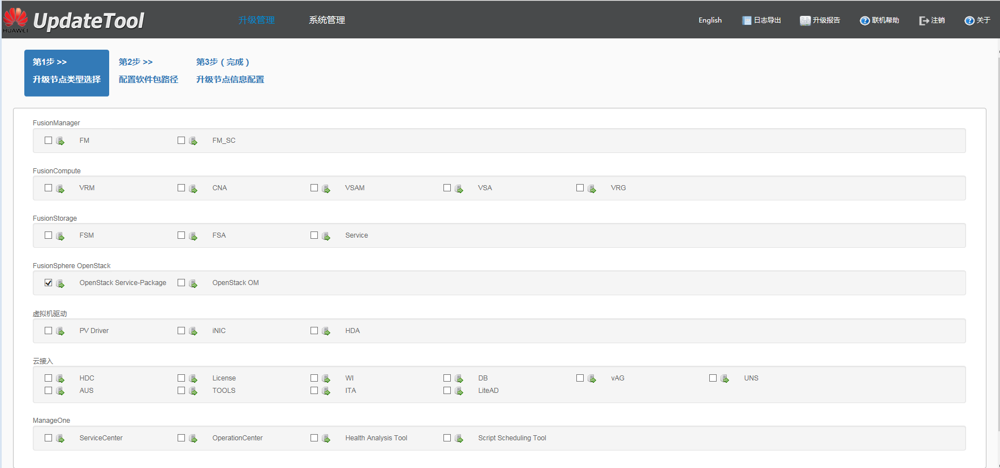 HUAWEI UpdateTool 升级管理 系统管理 English 日志导出 升级报告 联机帮助 注销 关于
第1步 >> 第2步 >> 第3步（完成）
升级节点类型选择 配置软件包路径 升级节点信息配置
FusionManager
FM FM_SC
FusionCompute
VRM CNA VSAM VSA VRG
FusionStorage
FSM FSA Service
FusionSphere OpenStack
OpenStack Service-Package OpenStack OM
虚拟机驱动
PV Driver iNIC HDA
云接入
HDC License WI DB vAG UNS
AUS TOOLS ITA LiteAD
ManageOne
ServiceCenter OperationCenter Health Analysis Tool Script Scheduling Tool